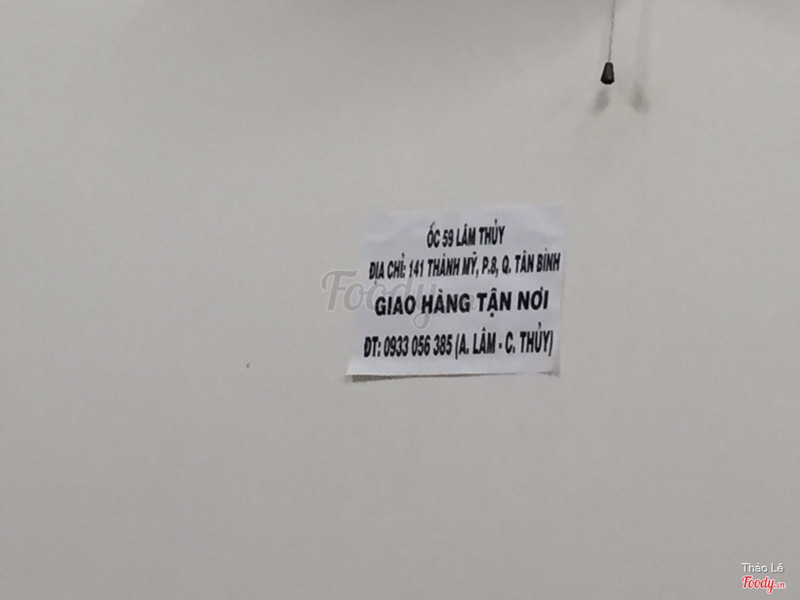 ỐC 59 LÂM THỦY
ĐỊA CHỈ: 141 THÀNH MỸ, P.8, Q. TÂN BÌNH
GIAO HÀNG TẬN NƠI
ĐT: 0933 056 385 (A. LÂM - C. THỦY)
Foody
Thảo Lê
Foody.vn